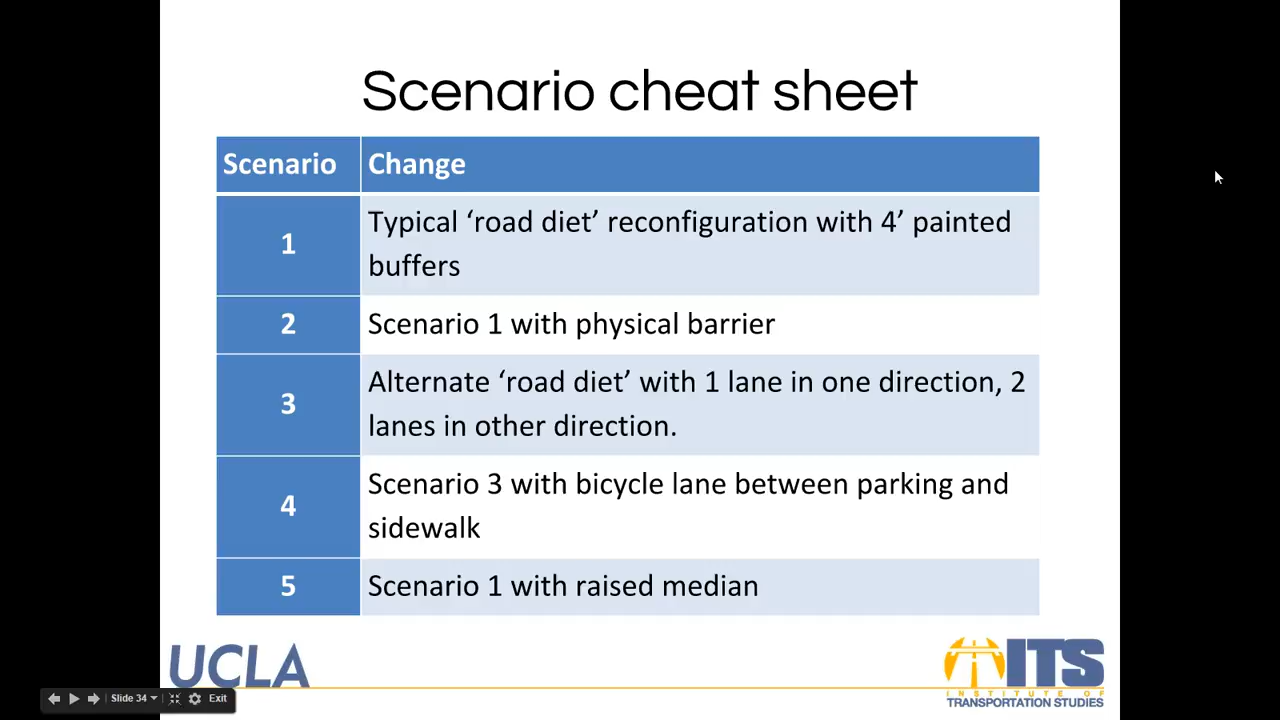 Scenario cheat sheet
Scenario Change
1 Typical ‘road diet’ reconfiguration with 4’ painted
buffers
2 Scenario 1 with physical barrier
3 Alternate ‘road diet’ with 1 lane in one direction, 2
lanes in other direction.
4 Scenario 3 with bicycle lane between parking and
sidewalk
5 Scenario 1 with raised median
UCLA
ITS
INSTITUTE OF
TRANSPORTATION STUDIES
Slide 34 Exit